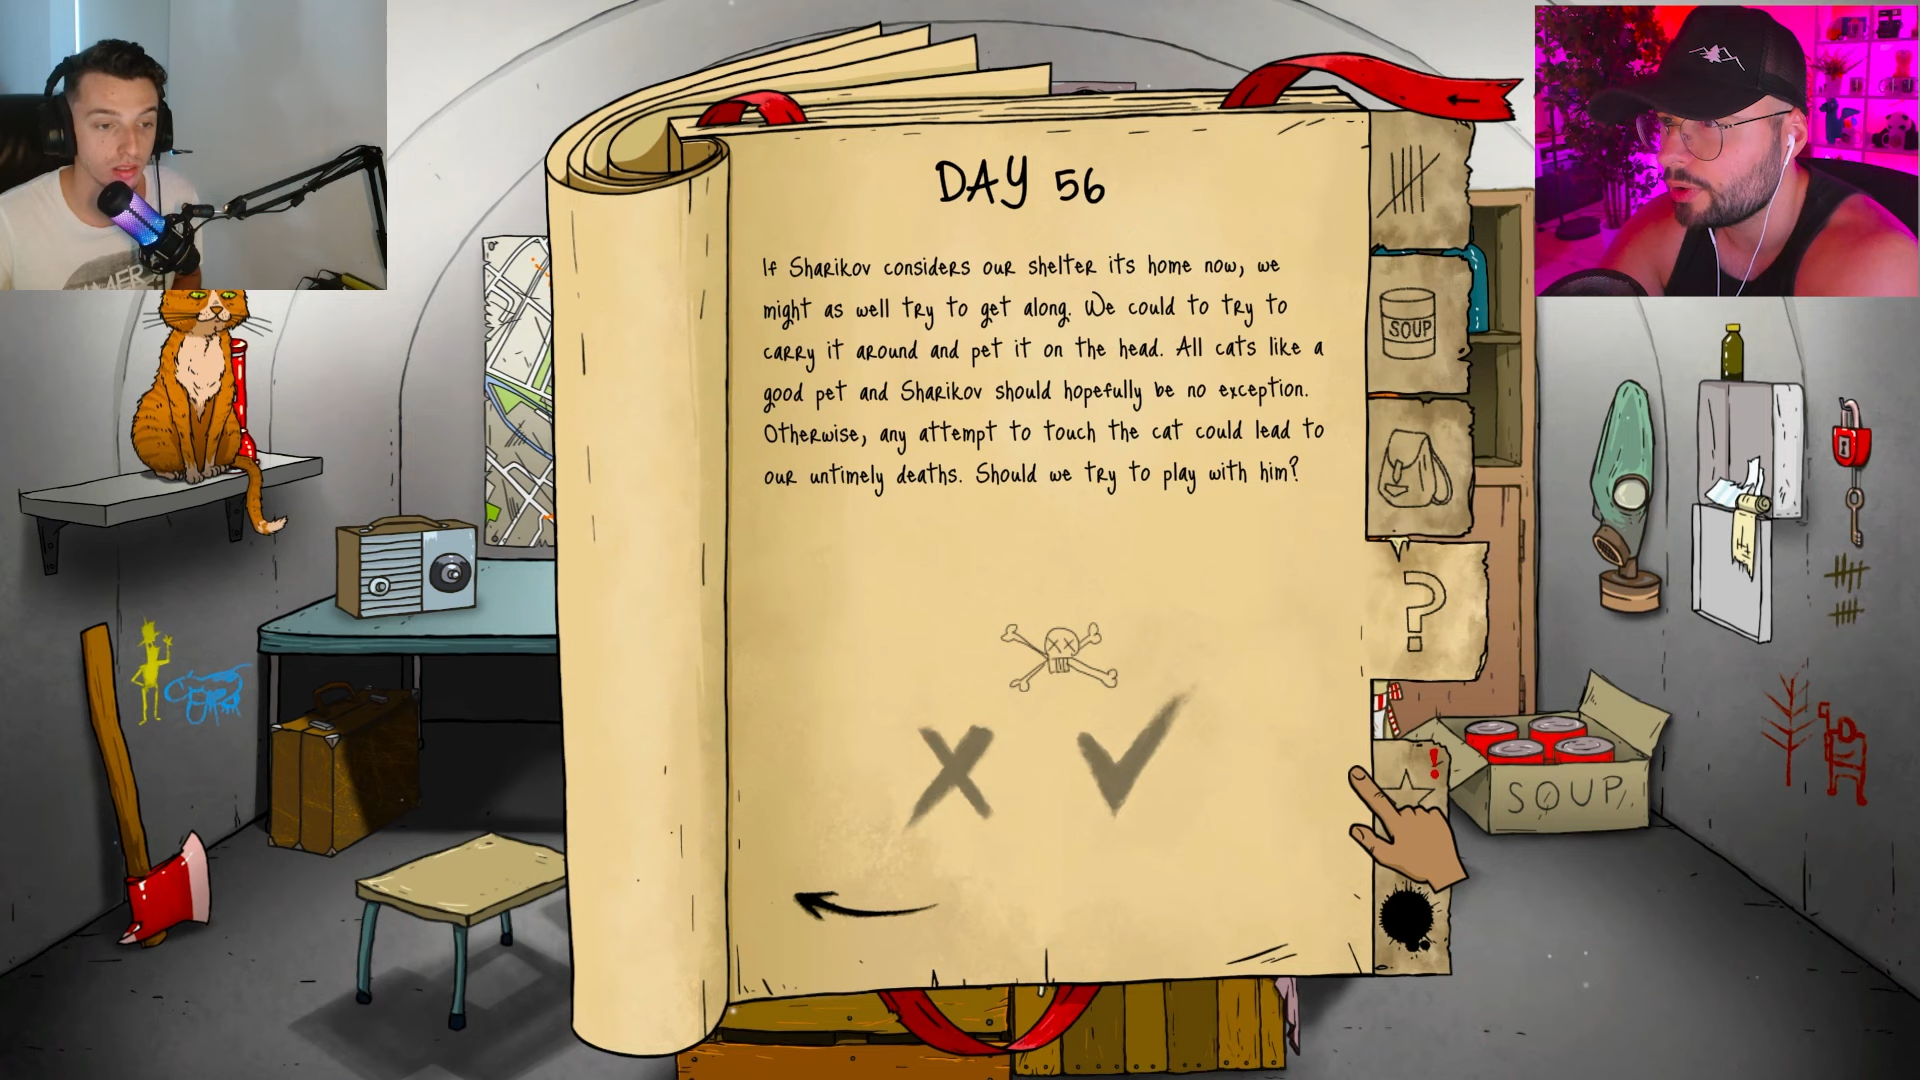 DAY 56
If Sharikov considers our shelter its home now, we
might as well try to get along. We could to try to
carry it around and pet it on the head. All cats like a
good pet and Sharikov should hopefully be no exception.
Otherwise, any attempt to touch the cat could lead to
our untimely deaths. Should we try to play with him?
SOUP
?
!
SOUP